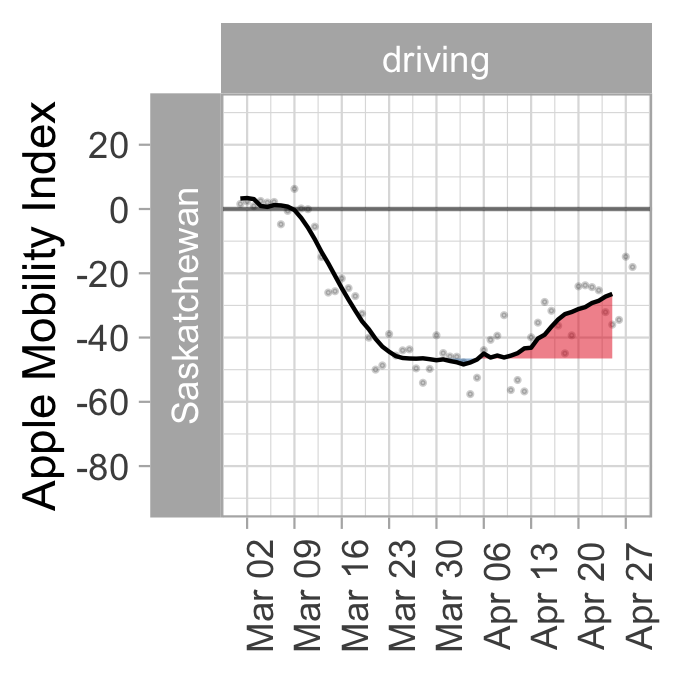 driving
Saskatchewan
Apple Mobility Index
20
0
-20
-40
-60
-80
Mar 02
Mar 09
Mar 16
Mar 23
Mar 30
Apr 06
Apr 13
Apr 20
Apr 27